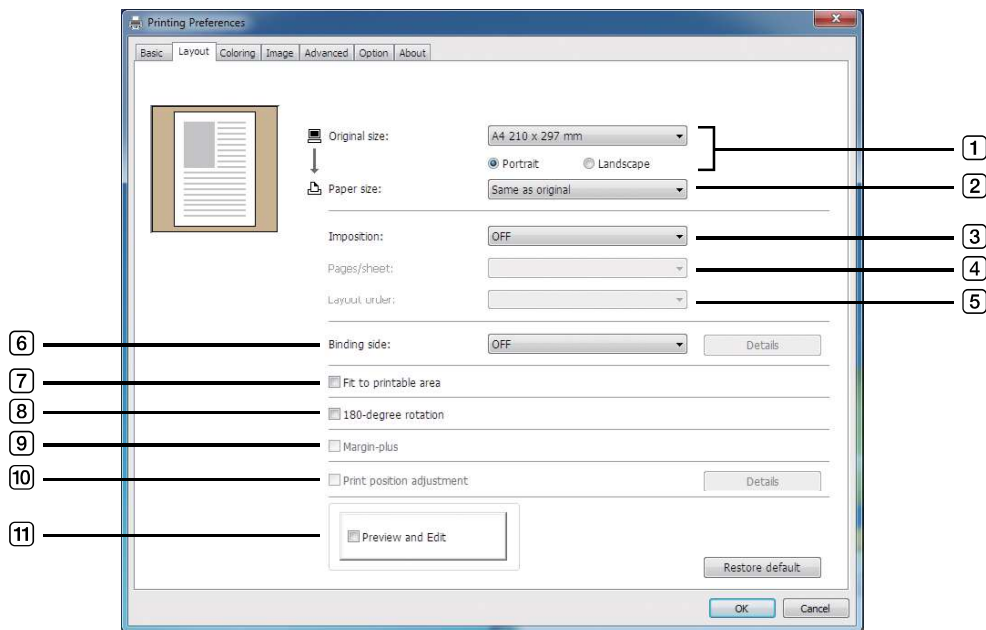 Printing Preferences
Basic Layout Coloring Image Advanced Option About
Original size: A4 210 x 297 mm
1
Portrait Landscape
Paper size: Same as original 2
Imposition: OFF 3
Pages/sheet: 4
Layout order: 5
6 Binding side: OFF Details
7 Fit to printable area
8 180-degree rotation
9 Margin-plus
10 Print position adjustment Details
11 Preview and Edit
Restore default
OK Cancel